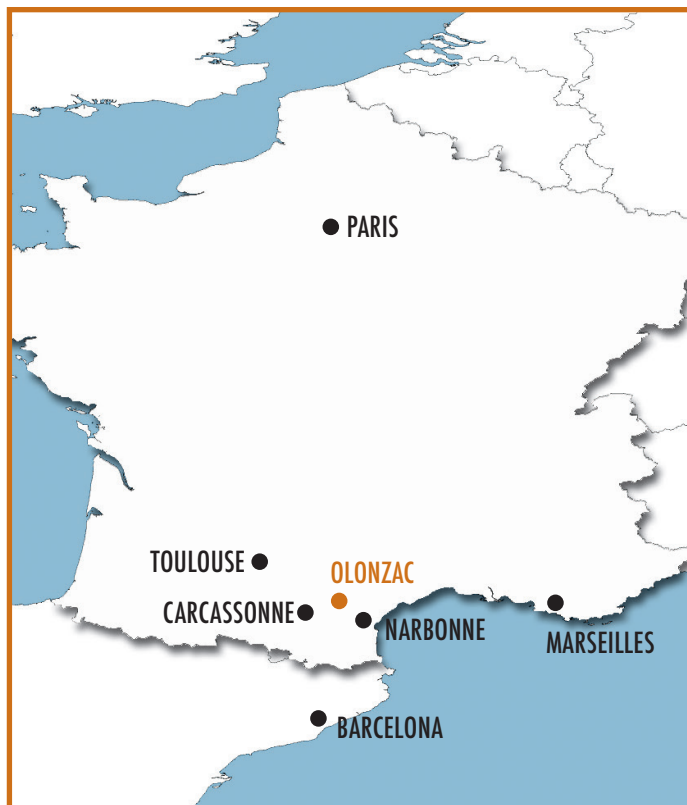 PARIS
TOULOUSE
OLONZAC
CARCASSONNE
NARBONNE
MARSEILLES
BARCELONA